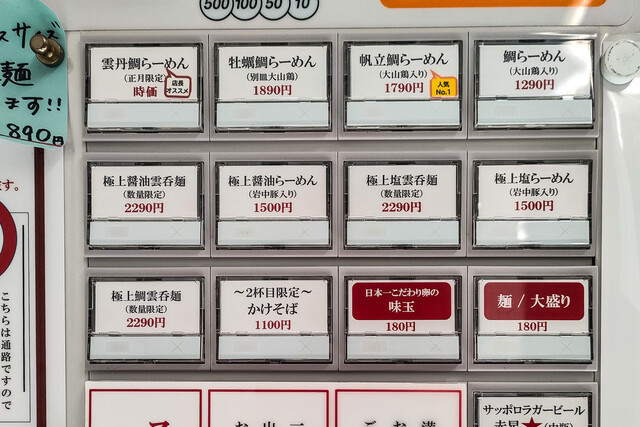 500 100 50 10
麺
ます!!
890円
雲丹鯛らーめん
(正月限定)
時価
店長
オススメ
牡蠣鯛らーめん
(別皿大山鶏)
1890円
帆立鯛らーめん
(大山鶏入り)
1790円
人気
No.1
鯛らーめん
(大山鶏入り)
1290円
極上醤油雲呑麺
(数量限定)
2290円
極上醤油らーめん
(岩中豚入り)
1500円
極上塩雲呑麺
(数量限定)
2290円
極上塩らーめん
(岩中豚入り)
1500円
極上鯛雲呑麺
(数量限定)
2290円
〜2杯目限定〜
かけそば
1100円
日本一こだわり卵の
味玉
180円
麺 / 大盛り
180円
す。
こちらは通路ですので
サッポロラガービール
赤星★(中瓶)